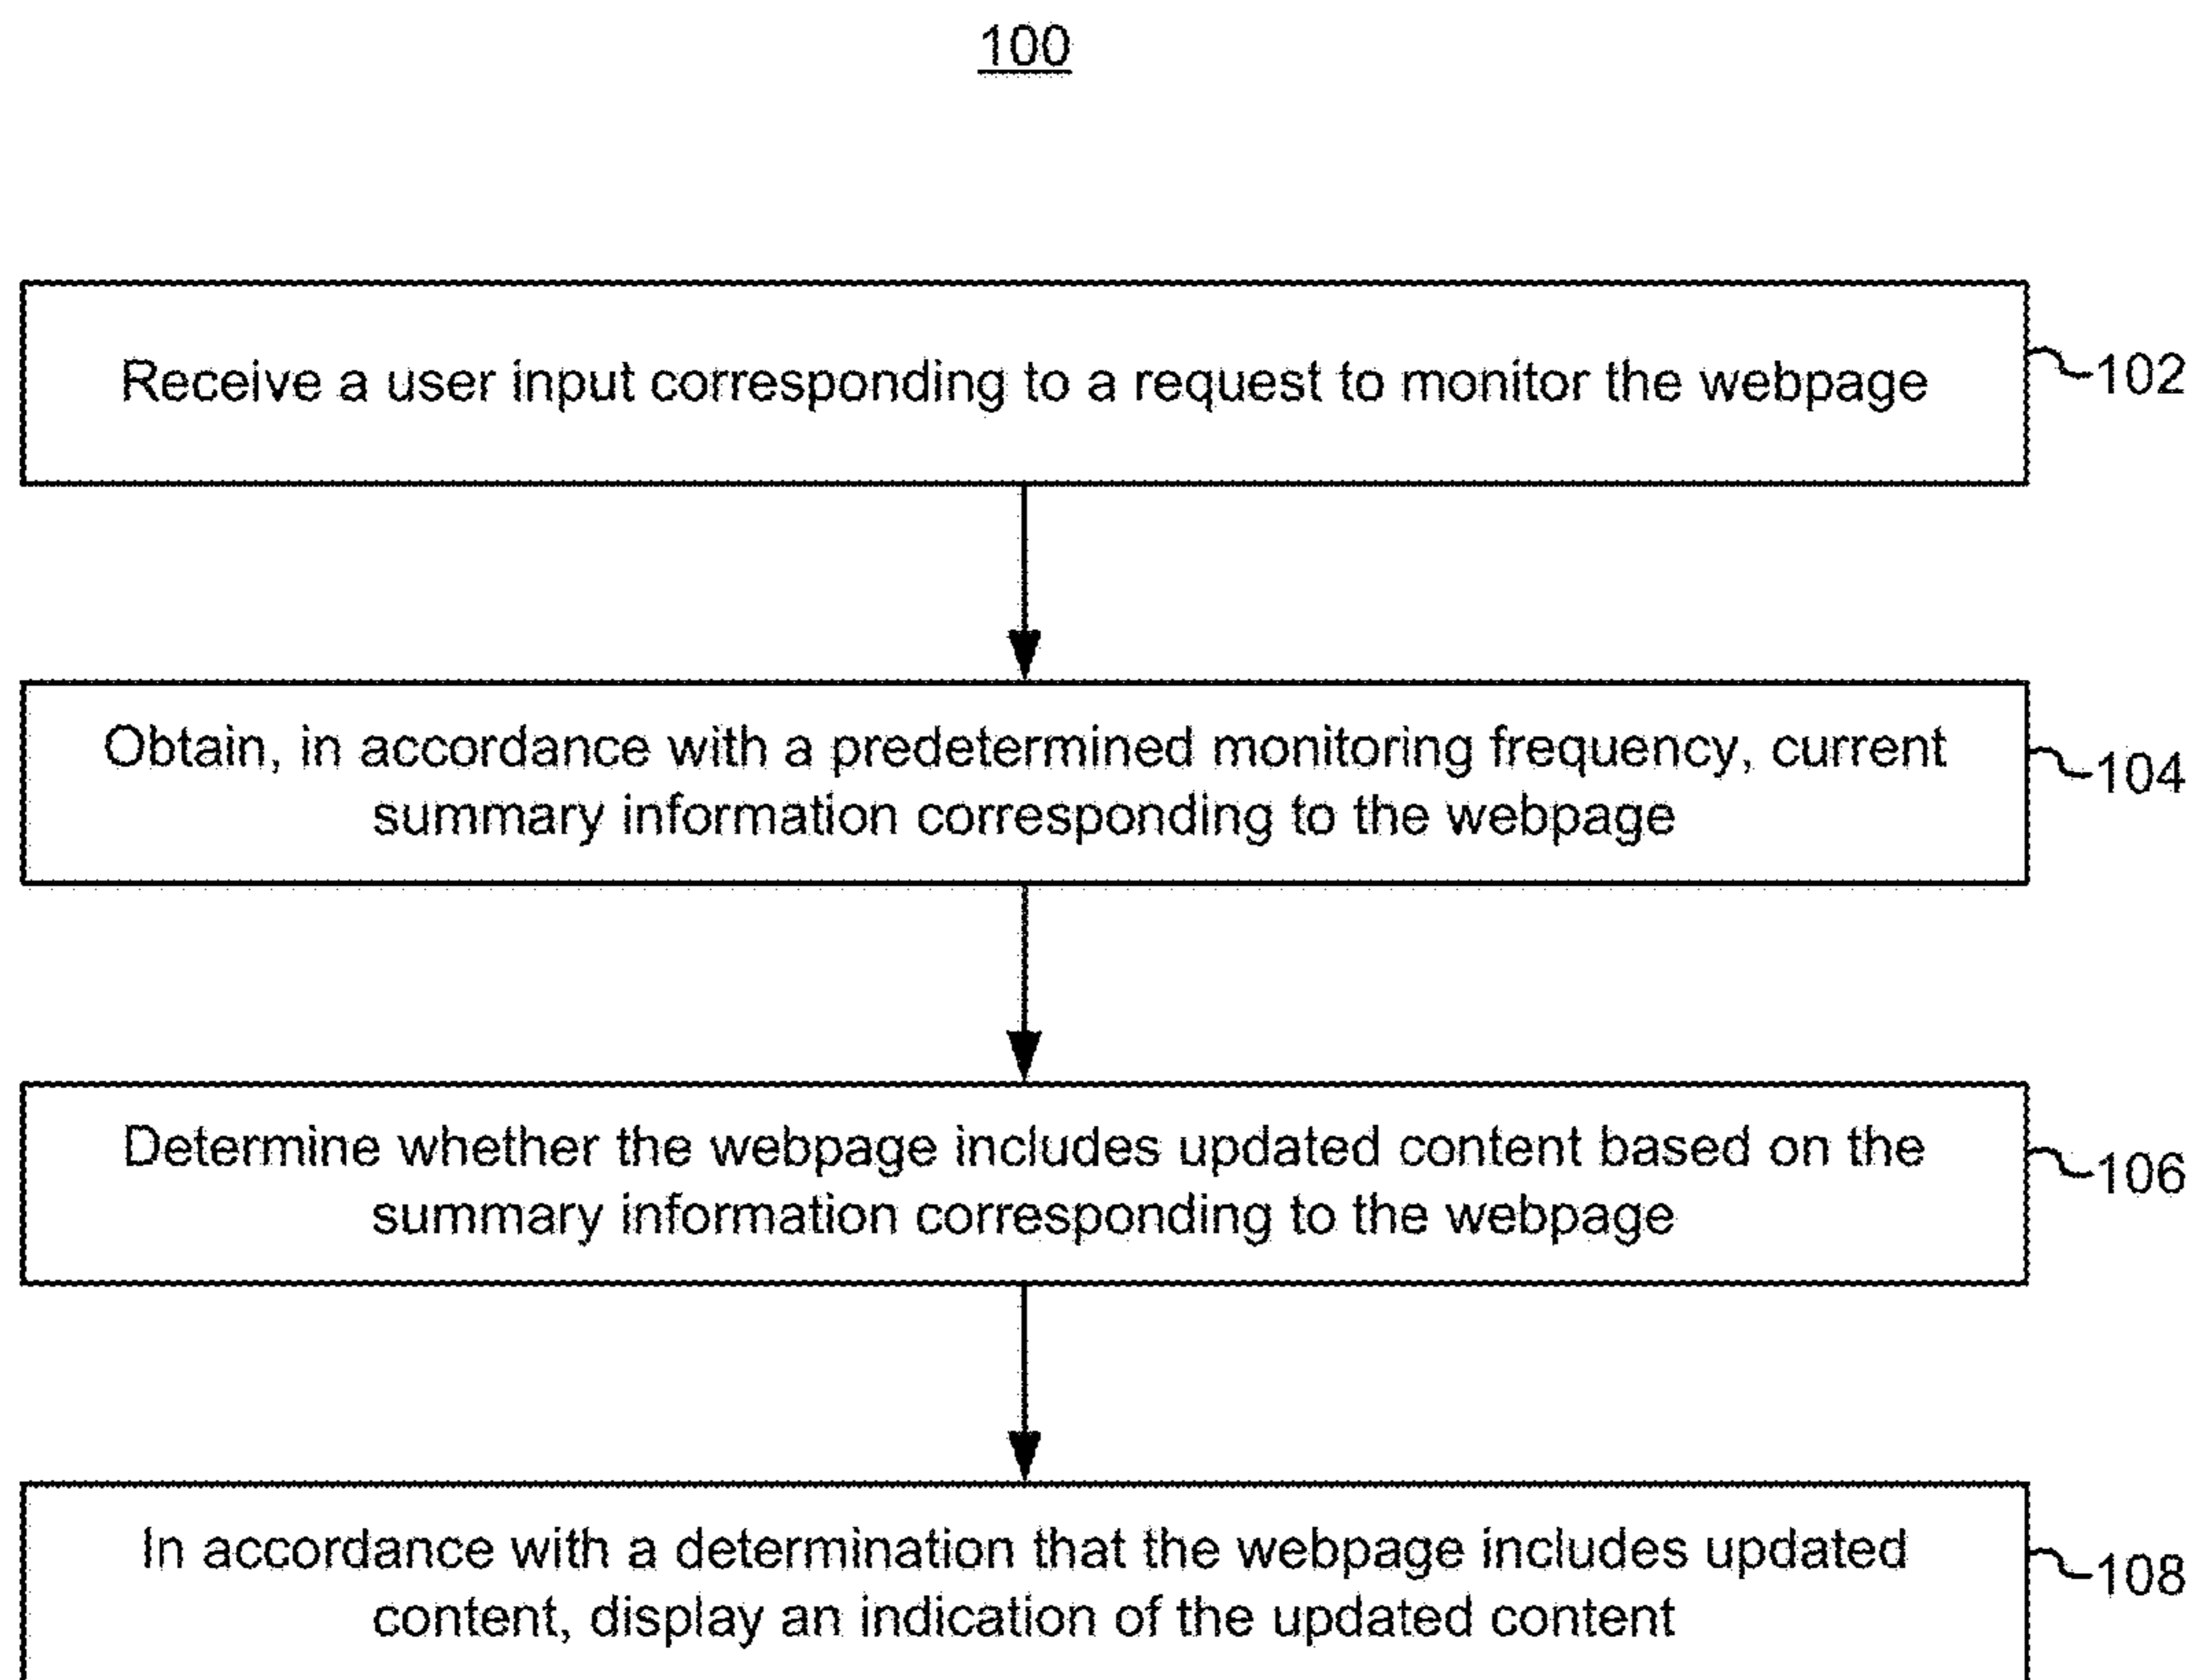 100
Receive a user input corresponding to a request to monitor the webpage
102
Obtain, in accordance with a predetermined monitoring frequency, current
summary information corresponding to the webpage
104
Determine whether the webpage includes updated content based on the
summary information corresponding to the webpage
106
In accordance with a determination that the webpage includes updated
content, display an indication of the updated content
108